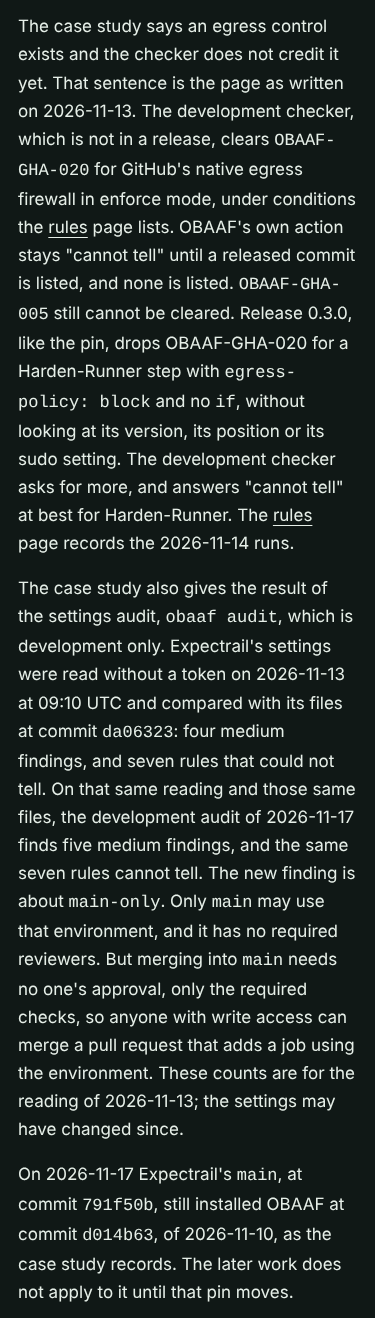 The case study says an egress control
exists and the checker does not credit it
yet. That sentence is the page as written
on 2026-11-13. The development checker,
which is not in a release, clears OBAAF-
GHA-020 for GitHub's native egress
firewall in enforce mode, under conditions
the rules page lists. OBAAF's own action
stays "cannot tell" until a released commit
is listed, and none is listed. OBAAF-GHA-
005 still cannot be cleared. Release 0.3.0,
like the pin, drops OBAAF-GHA-020 for a
Harden-Runner step with egress-
policy: block and no if, without
looking at its version, its position or its
sudo setting. The development checker
asks for more, and answers "cannot tell"
at best for Harden-Runner. The rules
page records the 2026-11-14 runs.
The case study also gives the result of
the settings audit, obaaf audit, which is
development only. Expectrail's settings
were read without a token on 2026-11-13
at 09:10 UTC and compared with its files
at commit da06323: four medium
findings, and seven rules that could not
tell. On that same reading and those same
files, the development audit of 2026-11-17
finds five medium findings, and the same
seven rules cannot tell. The new finding is
about main-only. Only main may use
that environment, and it has no required
reviewers. But merging into main needs
no one's approval, only the required
checks, so anyone with write access can
merge a pull request that adds a job using
the environment. These counts are for the
reading of 2026-11-13; the settings may
have changed since.
On 2026-11-17 Expectrail's main, at
commit 791f50b, still installed OBAAF at
commit d014b63, of 2026-11-10, as the
case study records. The later work does
not apply to it until that pin moves.